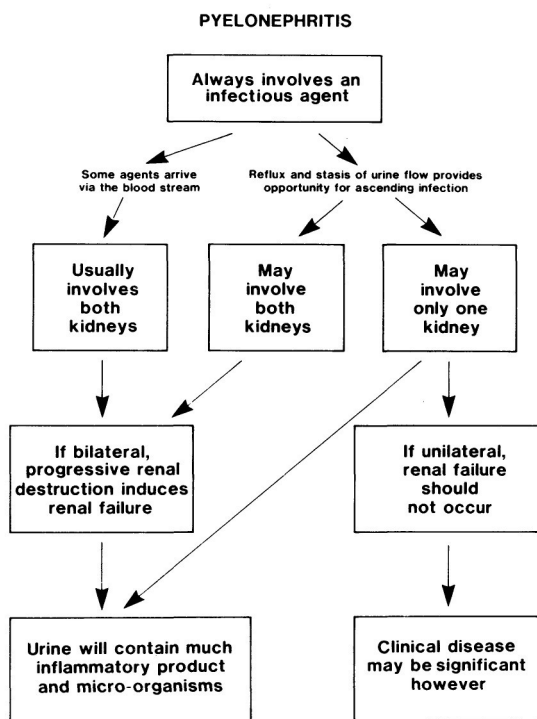 PYELONEPHRITIS
Always involves an
infectious agent
Some agents arrive
via the blood stream
Reflux and stasis of urine flow provides
opportunity for ascending infection
Usually
involves
both
kidneys
May
involve
both
kidneys
May
involve
only one
kidney
If bilateral,
progressive renal
destruction induces
renal failure
If unilateral,
renal failure
should
not occur
Urine will contain much
inflammatory product
and micro-organisms
Clinical disease
may be significant
however